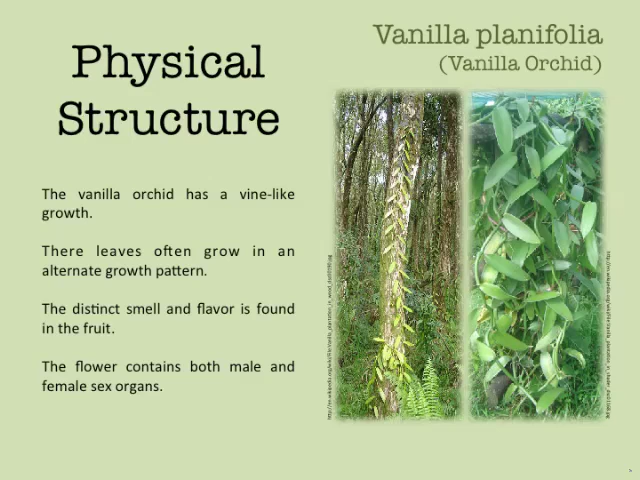 Physical
Structure
Vanilla planifolia
(Vanilla Orchid)
The vanilla orchid has a vine-like
growth.
There leaves often grow in an
alternate growth pattern.
The distinct smell and flavor is found
in the fruit.
The flower contains both male and
female sex organs.